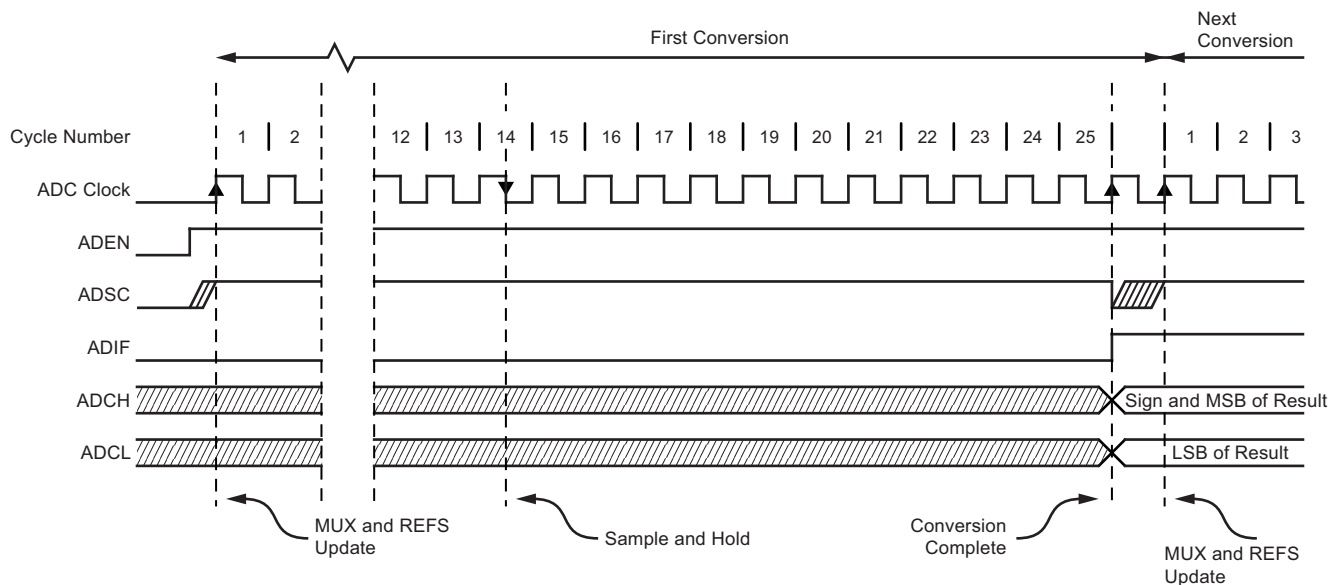 First Conversion
Next
Conversion
Cycle Number 1 2 12 13 14 15 16 17 18 19 20 21 22 23 24 25 1 2 3
ADC Clock
ADEN
ADSC
ADIF
ADCH Sign and MSB of Result
ADCL LSB of Result
MUX and REFS
Update
Sample and Hold
Conversion
Complete
MUX and REFS
Update